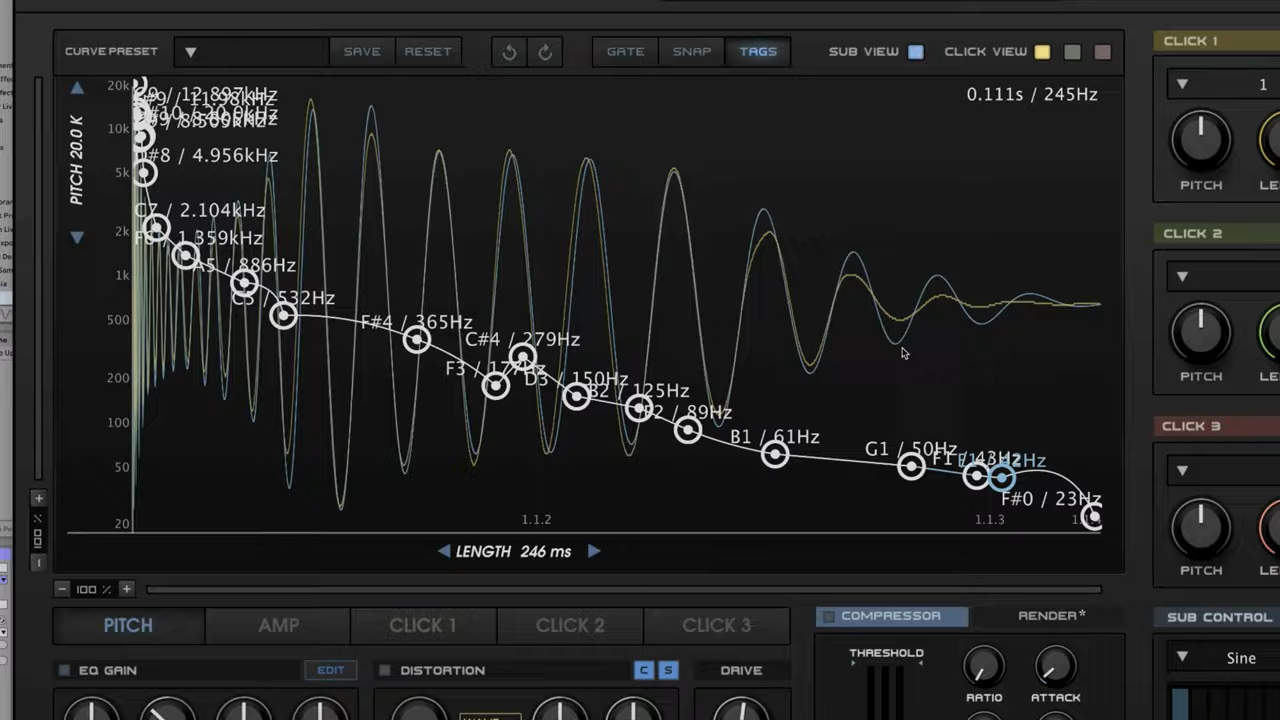 CURVE PRESET
SAVE
RESET
GATE
SNAP
TAGS
SUB VIEW
CLICK VIEW
CLICK 1
1
PITCH
CLICK 2
PITCH
CLICK 3
PITCH
PITCH 20.0 K
20k
10k
5k
2k
1k
500
200
100
50
20
0.111s / 245Hz
D#8 / 4.956kHz
C7 / 2.104kHz
1.359kHz
A5 / 886Hz
C5 / 532Hz
F#4 / 365Hz
C#4 / 279Hz
F3 / 177Hz
D3 / 150Hz
B2 / 125Hz
F2 / 89Hz
B1 / 61Hz
G1 / 50Hz
F1 / 43Hz
F#0 / 23Hz
1.1.2
1.1.3
LENGTH 246 ms
100 %
100 %
PITCH
AMP
CLICK 1
CLICK 2
CLICK 3
COMPRESSOR
RENDER*
SUB CONTROL
EQ GAIN
EDIT
DISTORTION
C
S
DRIVE
THRESHOLD
RATIO
ATTACK
Sine